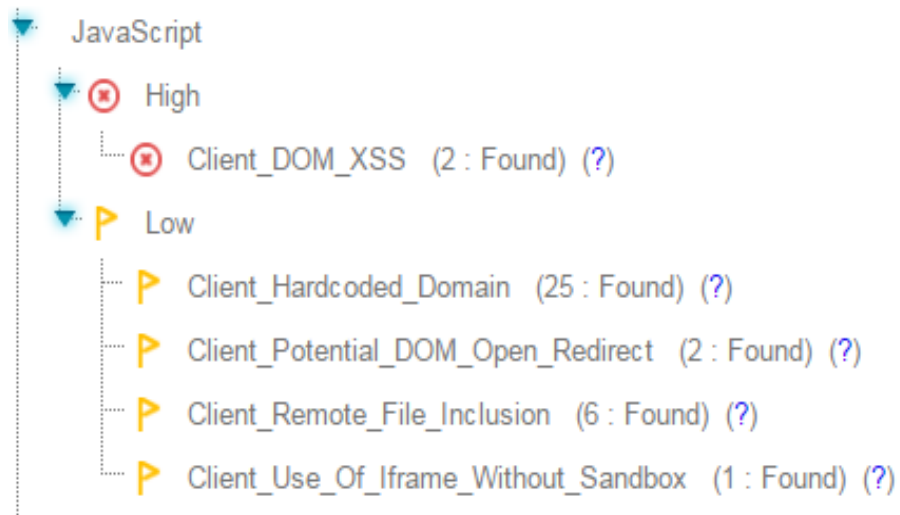 JavaScript
High
Client_DOM_XSS (2 : Found) (?)
Low
Client_Hardcoded_Domain (25 : Found) (?)
Client_Potential_DOM_Open_Redirect (2 : Found) (?)
Client_Remote_File_Inclusion (6 : Found) (?)
Client_Use_Of_Iframe_Without_Sandbox (1 : Found) (?)